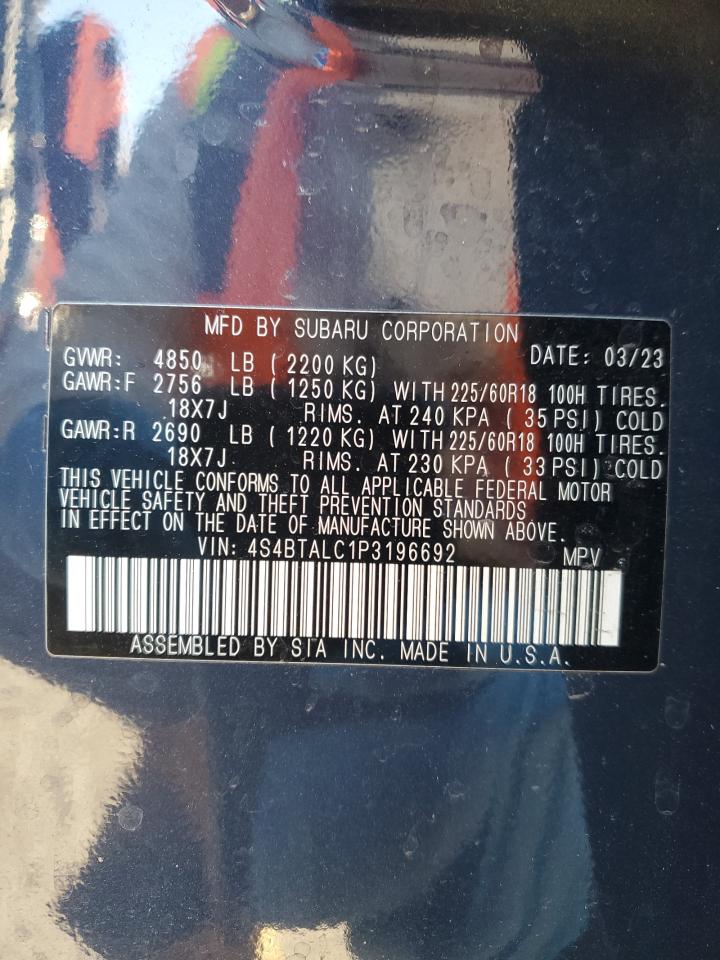 MFD BY SUBARU CORPORATION
GVWR: 4850 LB ( 2200 KG) DATE: 03/23
GAWR:F 2756 LB ( 1250 KG) WITH 225/60R18 100H TIRES.
18X7J RIMS. AT 240 KPA ( 35 PSI) COLD
GAWR:R 2690 LB ( 1220 KG) WITH 225/60R18 100H TIRES.
18X7J RIMS. AT 230 KPA ( 33 PSI) COLD
THIS VEHICLE CONFORMS TO ALL APPLICABLE FEDERAL MOTOR
VEHICLE SAFETY AND THEFT PREVENTION STANDARDS
IN EFFECT ON THE DATE OF MANUFACTURE SHOWN ABOVE.
VIN: 4S4BTALC1P3196692 MPV
ASSEMBLED BY SIA INC. MADE IN U.S.A.